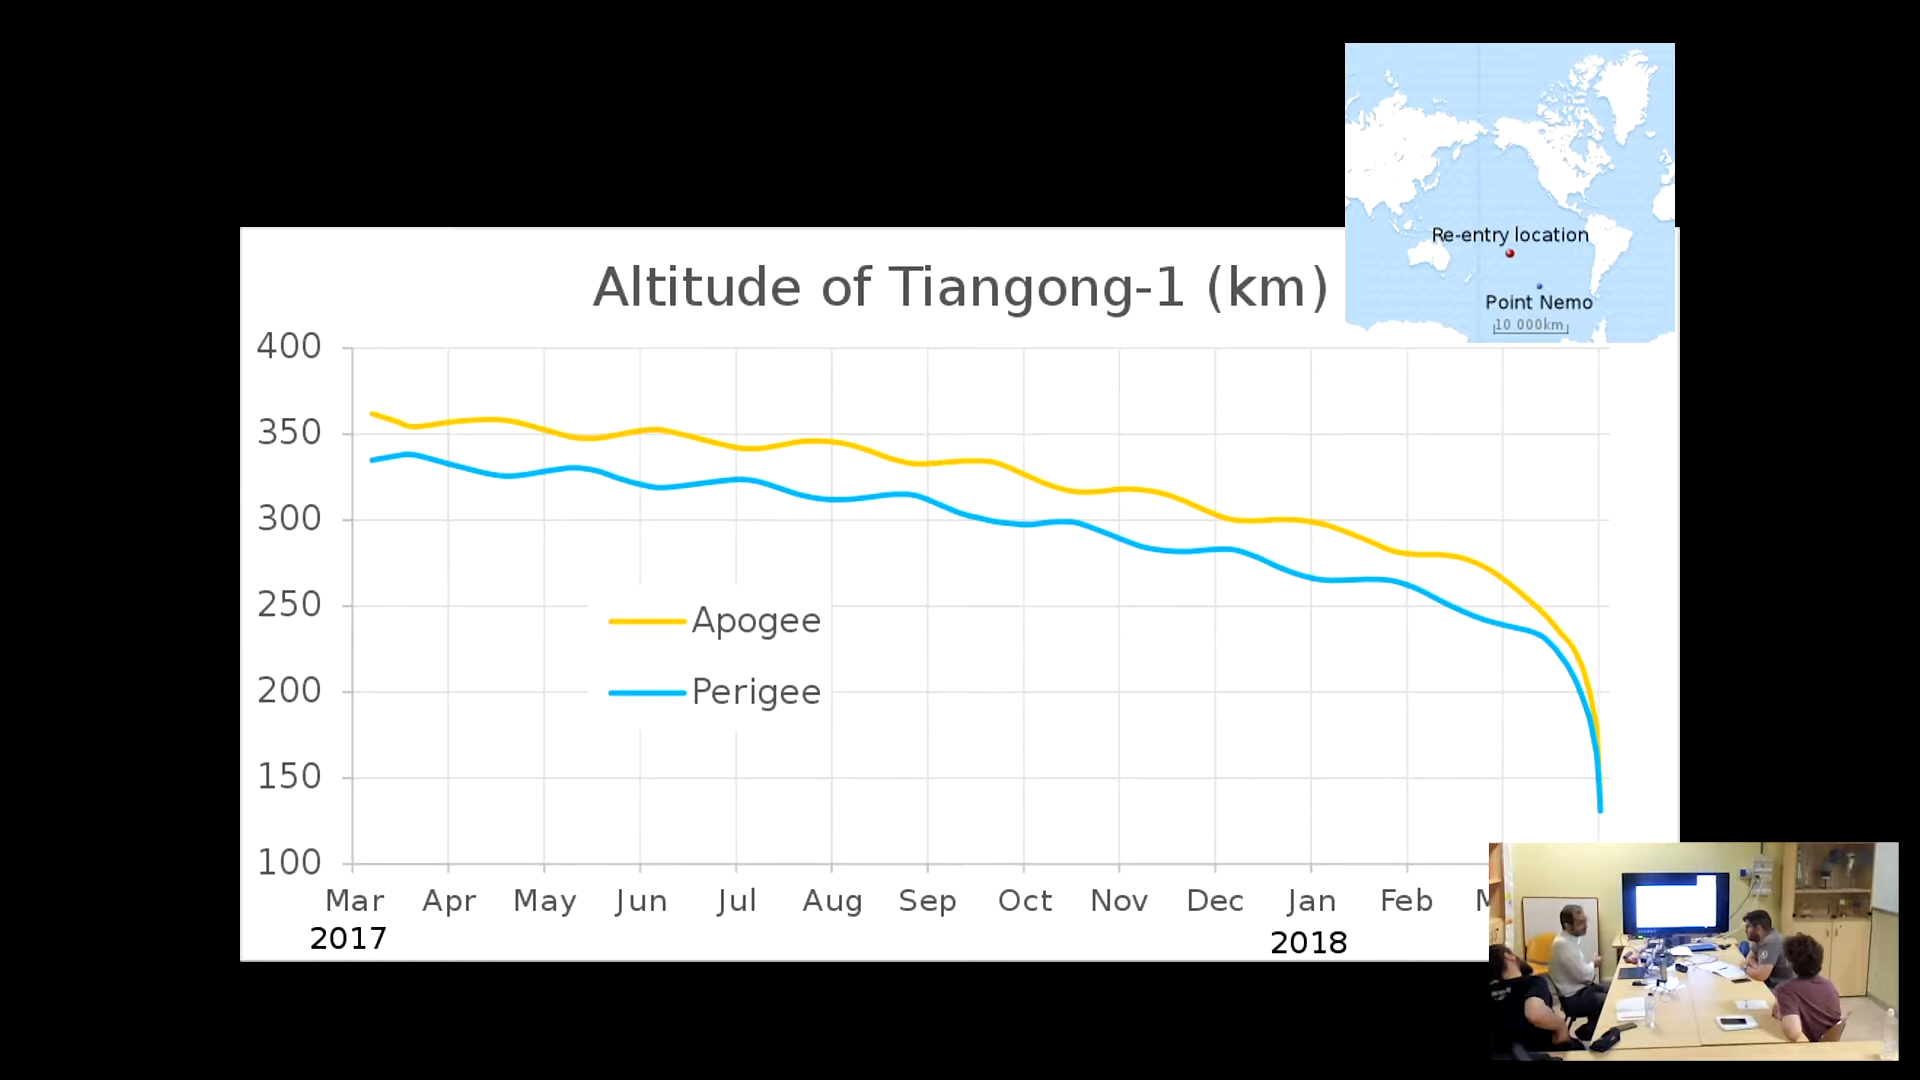 Re-entry location
Point Nemo
10 000km
Altitude of Tiangong-1 (km)
400
350
300
250
200
150
100
Apogee
Perigee
Mar Apr May Jun Jul Aug Sep Oct Nov Dec Jan Feb
2017 2018